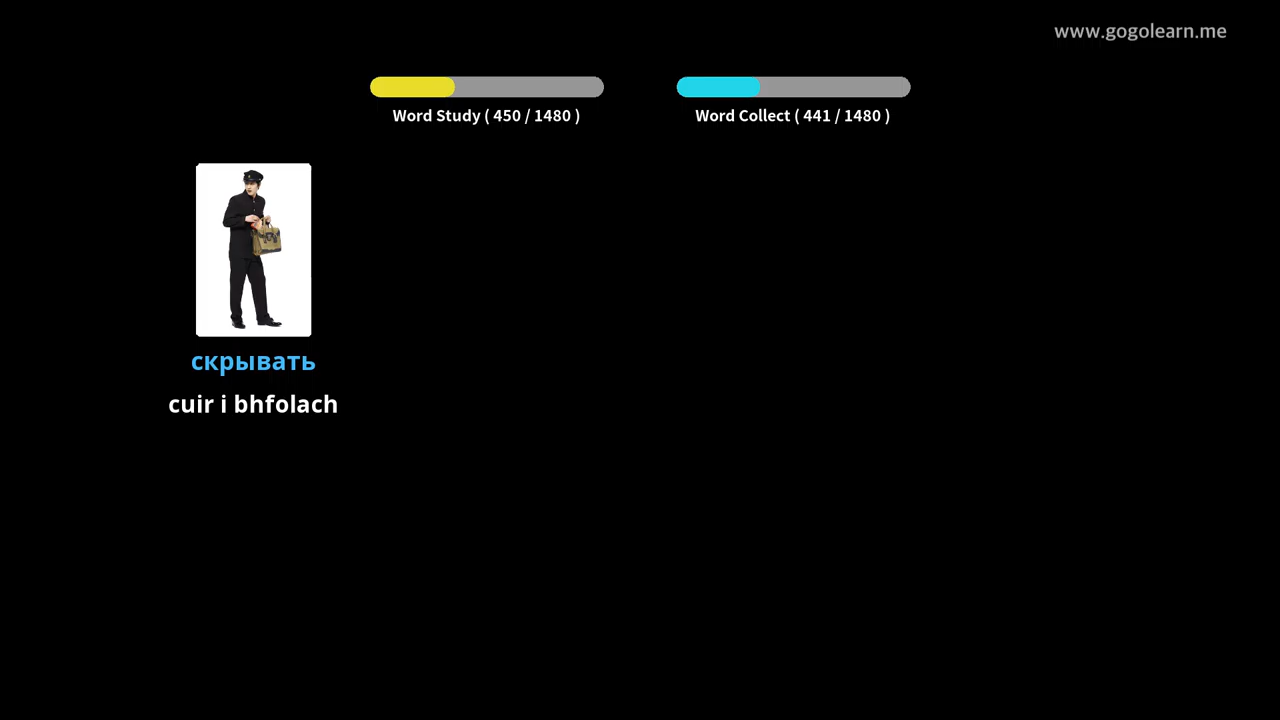 www.gogolearn.me
Word Study ( 450 / 1480 )
Word Collect ( 441 / 1480 )
скрывать
cuir i bhfolach